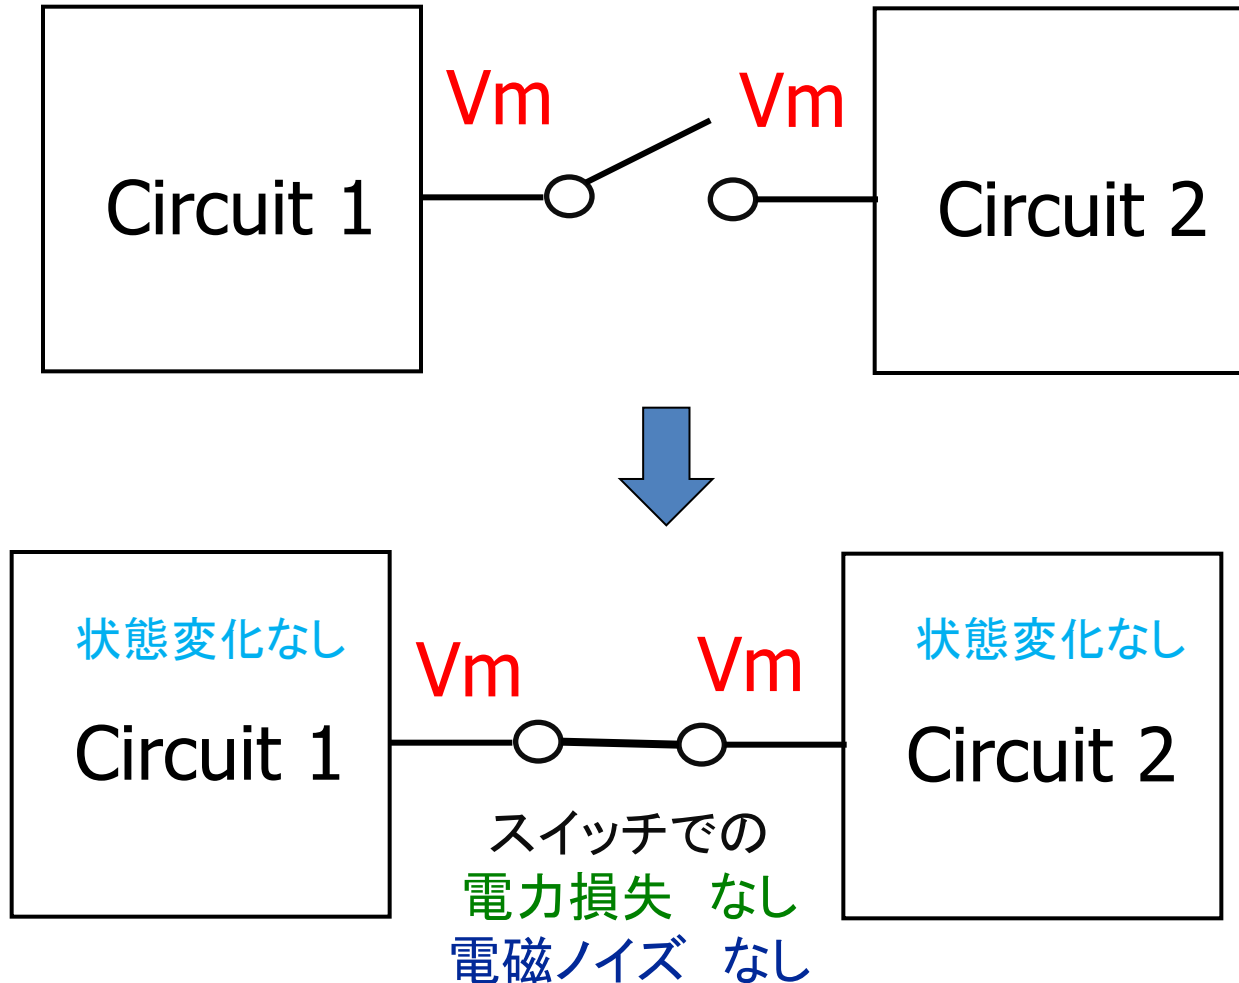 Vm
Vm
Circuit 1
Circuit 2
状態変化なし
状態変化なし
Vm
Vm
Circuit 1
Circuit 2
スイッチでの
電力損失 なし
電磁ノイズ なし